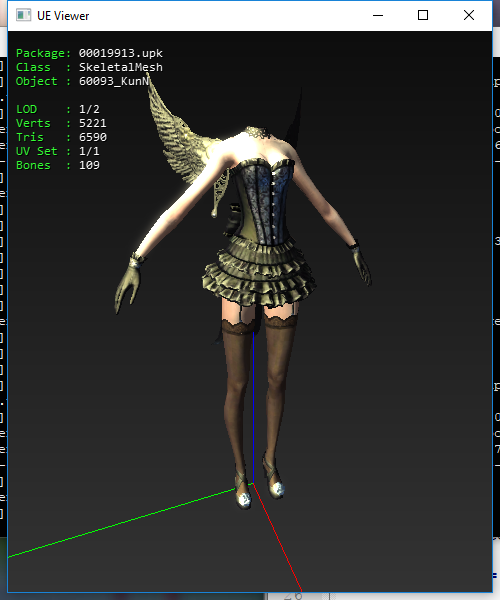 UE Viewer
Package: 00019913.upk
Class : SkeletalMesh
Object : 60093_KunN
LOD : 1/2
Verts : 5221
Tris : 6590
UV Set : 1/1
Bones : 109